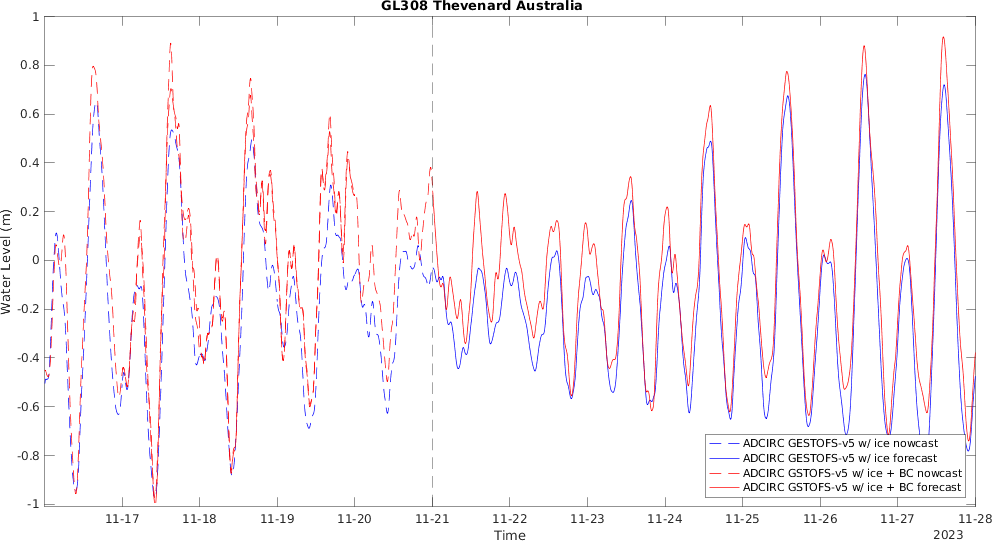 GL308 Thevenard Australia
1
0.8
0.6
0.4
0.2
0
-0.2
-0.4
-0.6
-0.8
-1
Water Level (m)
ADCIRC GESTOFS-v5 w/ ice nowcast
ADCIRC GESTOFS-v5 w/ ice forecast
ADCIRC GSTOFS-v5 w/ ice + BC nowcast
ADCIRC GSTOFS-v5 w/ ice + BC forecast
11-17 11-18 11-19 11-20 11-21 11-22 11-23 11-24 11-25 11-26 11-27 11-28
Time
2023